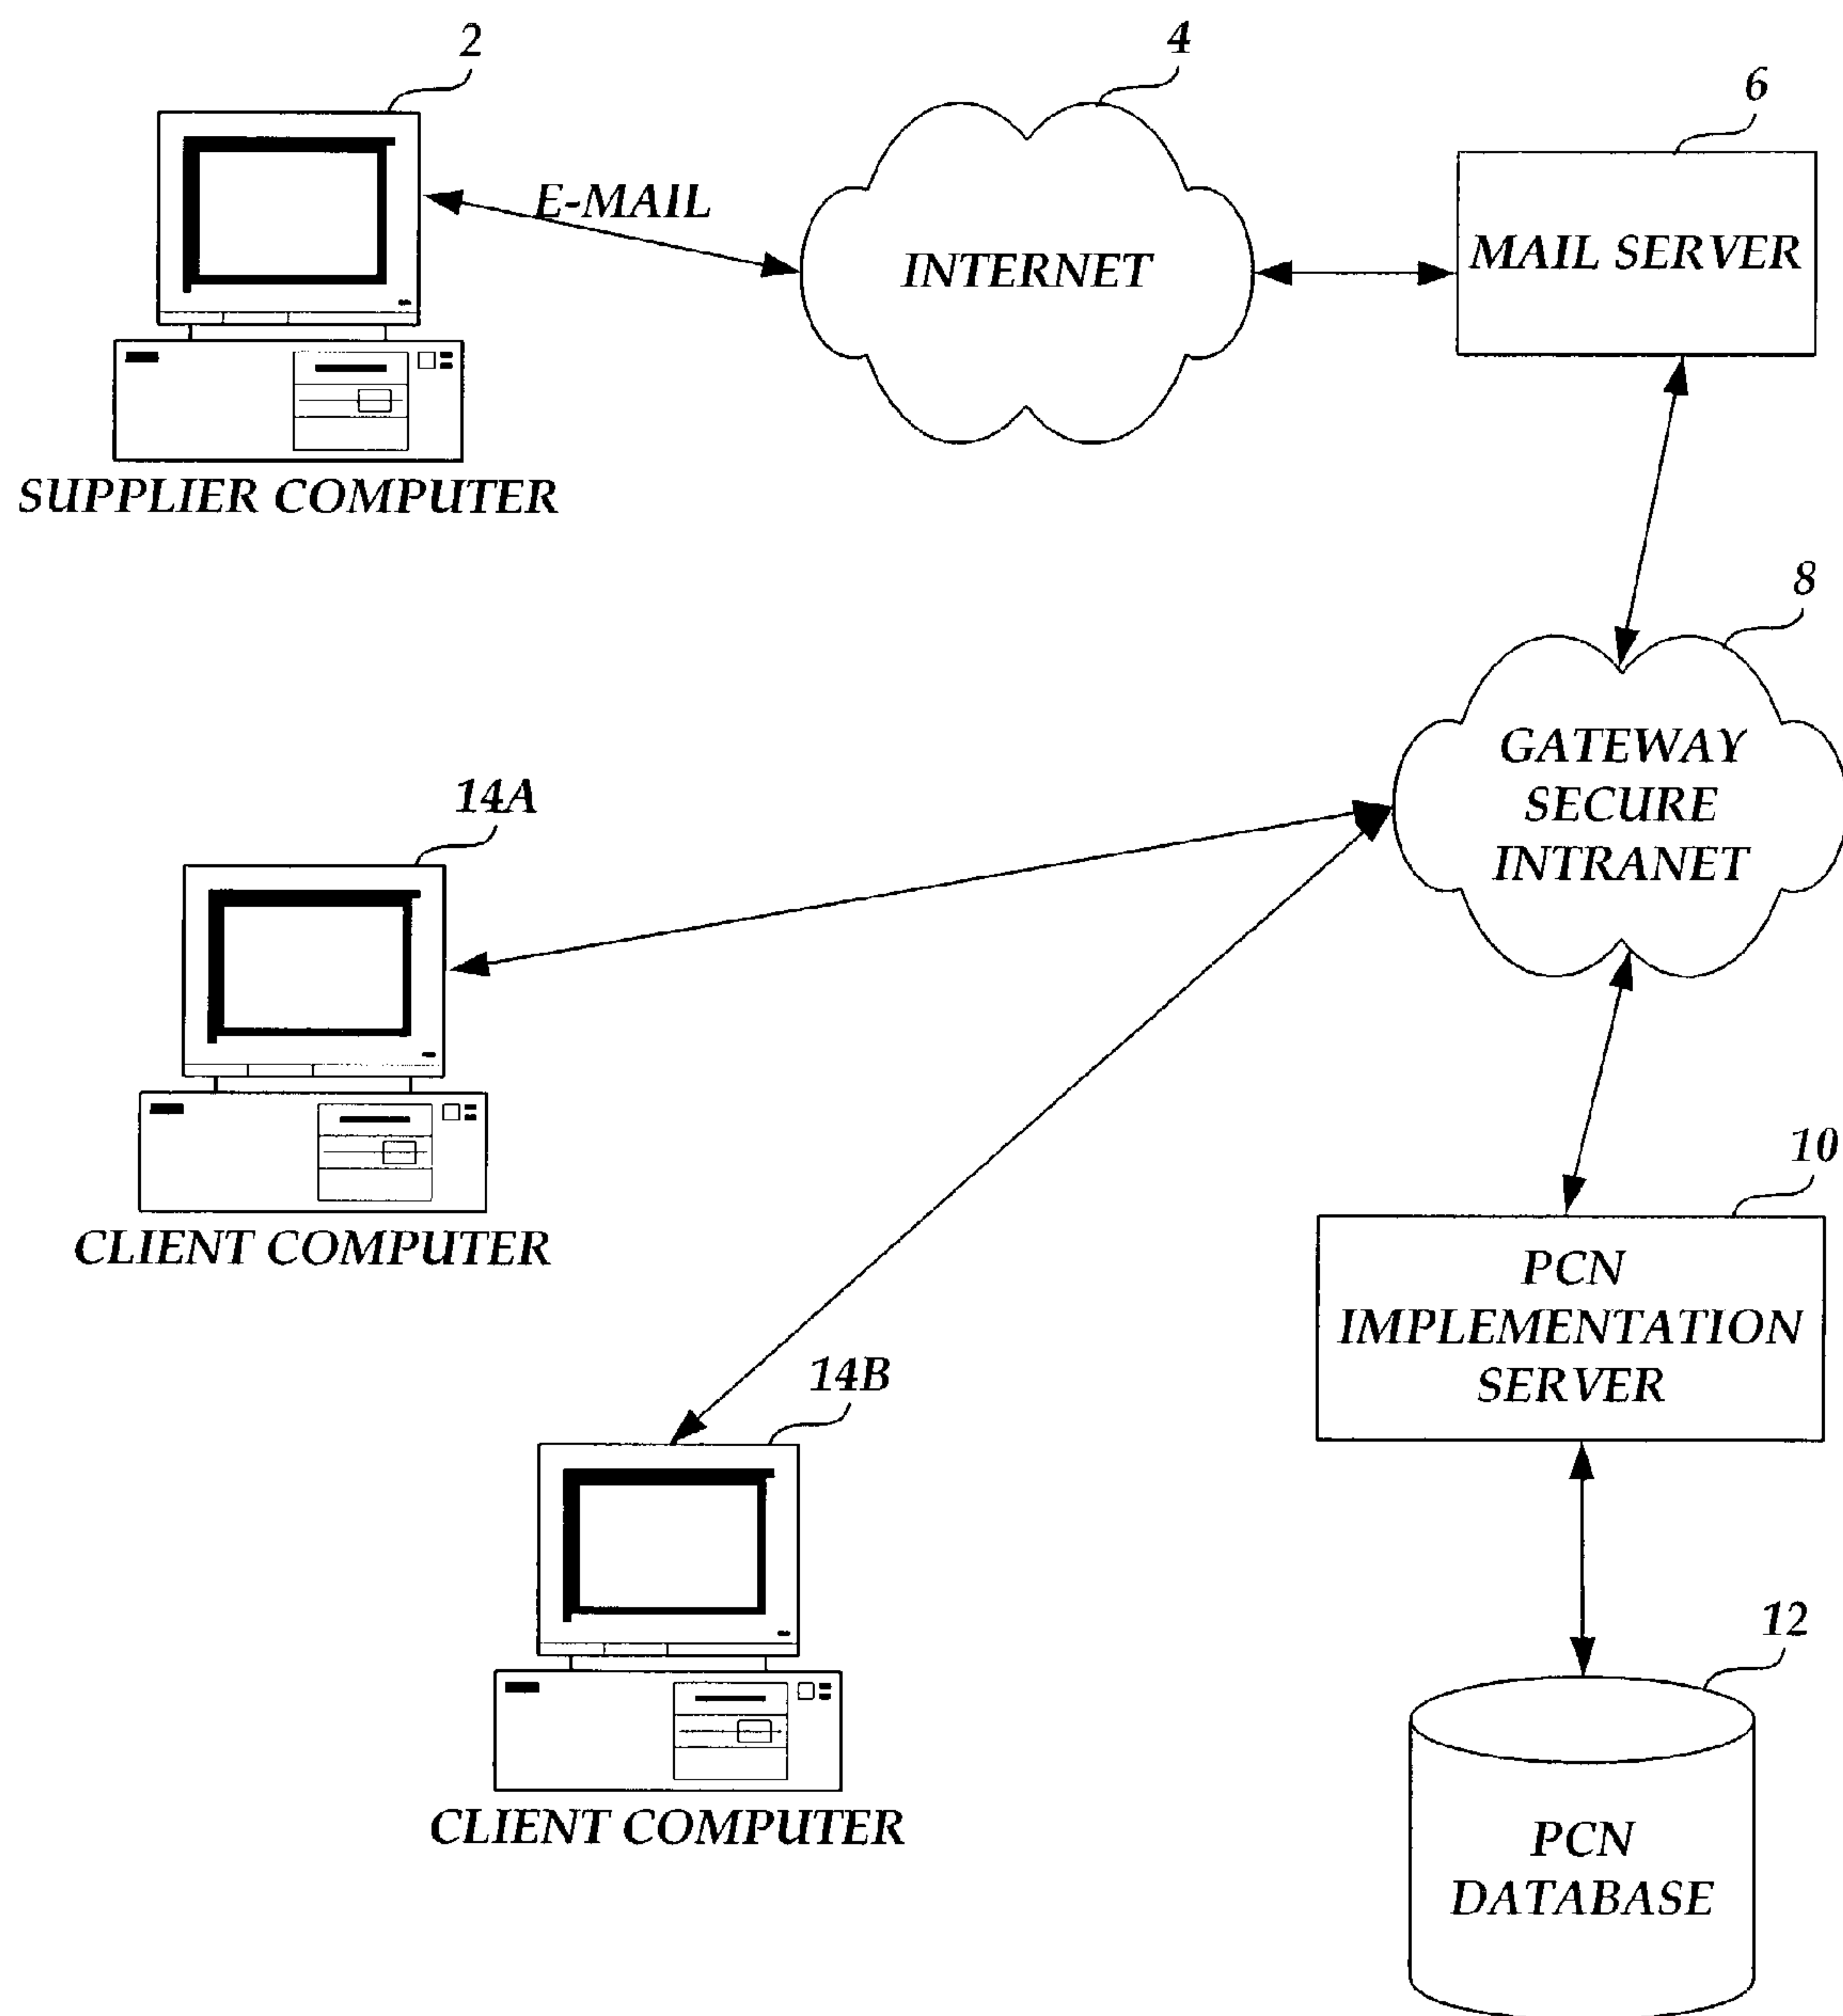 2
4
6
E-MAIL
INTERNET
MAIL SERVER
SUPPLIER COMPUTER
8
GATEWAY
SECURE
INTRANET
14A
CLIENT COMPUTER
10
PCN
IMPLEMENTATION
SERVER
14B
CLIENT COMPUTER
12
PCN
DATABASE